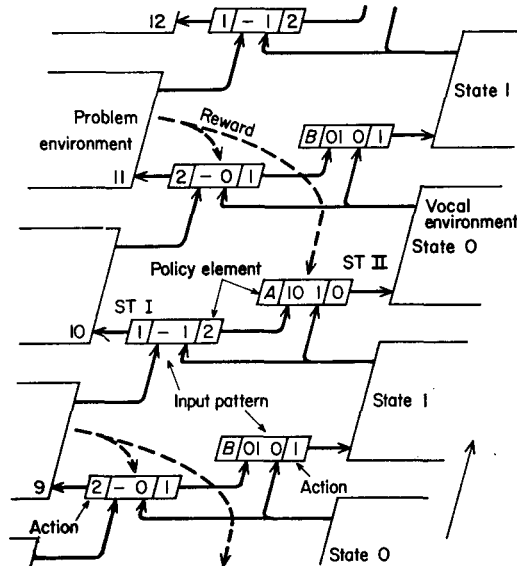 12
1 - 1 2
State I
Problem
environment
Reward
B 01 0 1
11
2 - 0 1
Vocal
environment
State 0
ST II
Policy element
A 10 1 0
ST I
10
1 - 1 2
Input pattern
State I
B 01 0 1
9
2 - 0 1
Action
Action
State 0